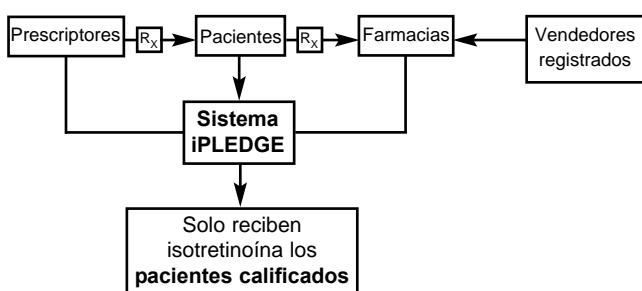 Prescriptores
Rx
Pacientes
Rx
Farmacias
Vendedores
registrados
Sistema
iPLEDGE
Solo reciben
isotretinoína los
pacientes calificados